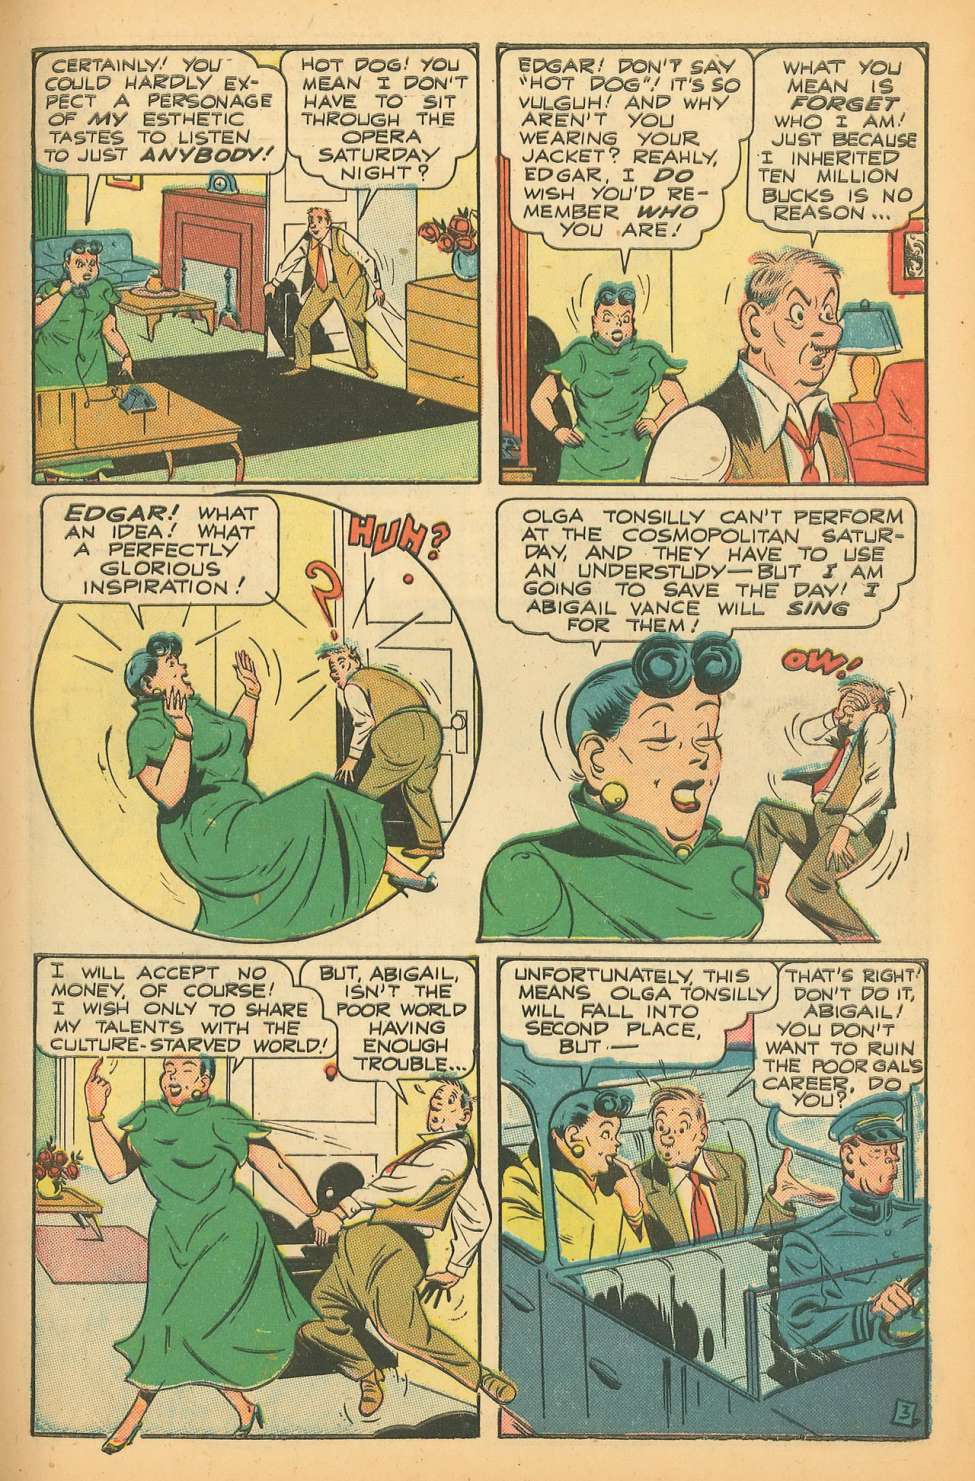 CERTAINLY! YOU
COULD HARDLY EX-
PECT A PERSONAGE
OF MY ESTHETIC
TASTES TO LISTEN
TO JUST ANYBODY!
HOT DOG! YOU
MEAN I DON'T
HAVE TO SIT
THROUGH THE
OPERA
SATURDAY
NIGHT?
EDGAR! DON'T SAY
"HOT DOG"! IT'S SO
VULGUH! AND WHY
AREN'T YOU
WEARING YOUR
JACKET? REAHLY,
EDGAR, I DO
WISH YOU'D RE-
MEMBER WHO
YOU ARE!
WHAT YOU
MEAN IS
FORGET
WHO I AM!
JUST BECAUSE
I INHERITED
TEN MILLION
BUCKS IS NO
REASON...
EDGAR! WHAT
AN IDEA! WHAT
A PERFECTLY
GLORIOUS
INSPIRATION!
?
HUH?
OLGA TONSILLY CAN'T PERFORM
AT THE COSMOPOLITAN SATUR-
DAY, AND THEY HAVE TO USE
AN UNDERSTUDY—BUT I AM
GOING TO SAVE THE DAY! I
ABIGAIL VANCE WILL SING
FOR THEM!
OW!
I WILL ACCEPT NO
MONEY, OF COURSE!
I WISH ONLY TO SHARE
MY TALENTS WITH THE
CULTURE-STARVED WORLD!
BUT, ABIGAIL,
ISN'T THE
POOR WORLD
HAVING
ENOUGH
TROUBLE...
UNFORTUNATELY, THIS
MEANS OLGA TONSILLY
WILL FALL INTO
SECOND PLACE,
BUT—
THAT'S RIGHT!
DON'T DO IT,
ABIGAIL!
YOU DON'T
WANT TO RUIN
THE POOR GAL'S
CAREER, DO
YOU?
3